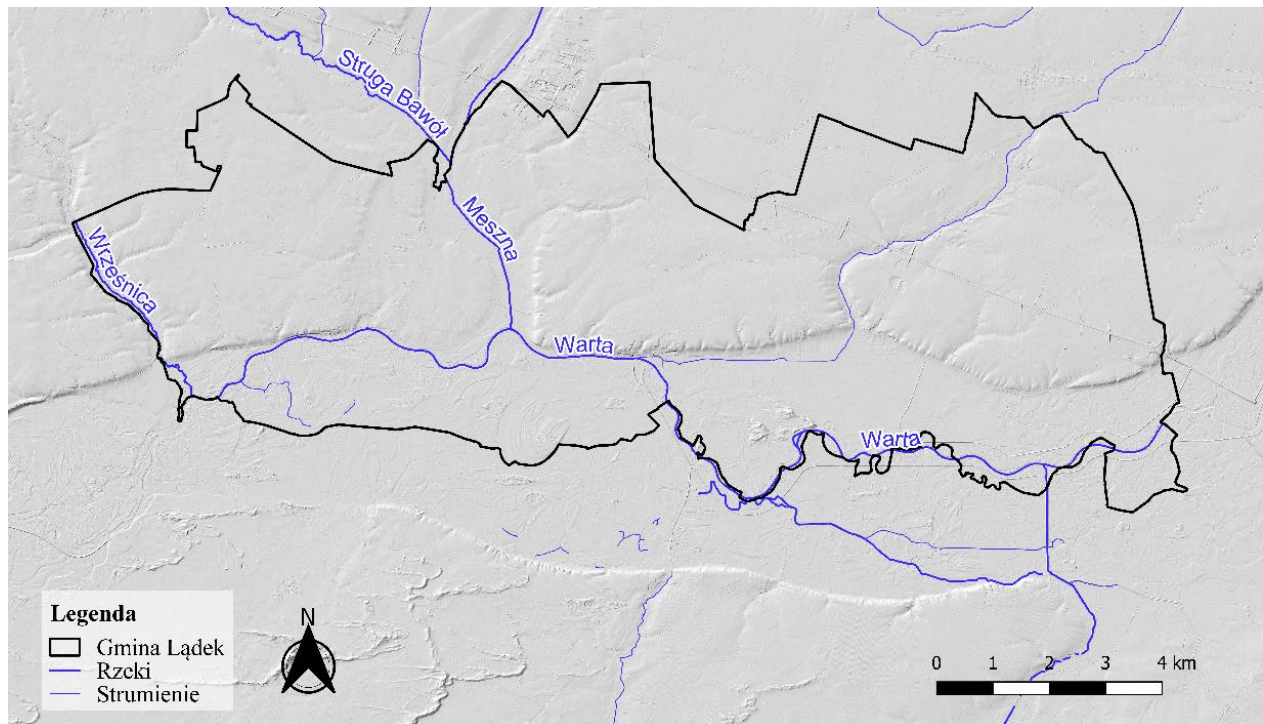 Struga Bawół
Meszna
Wrześnica
Warta
Warta
Legenda
Gmina Lądek
Rzeki
Strumienie
N
0 1 2 3 4 km